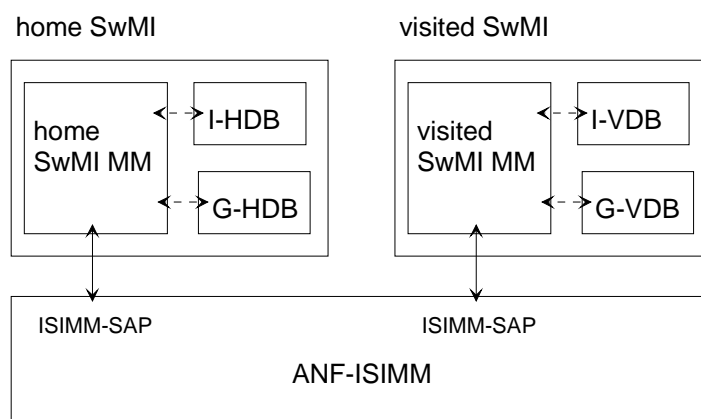 home SwMI
visited SwMI
home
SwMI MM
I-HDB
G-HDB
visited
SwMI MM
I-VDB
G-VDB
ISIMM-SAP
ISIMM-SAP
ANF-ISIMM